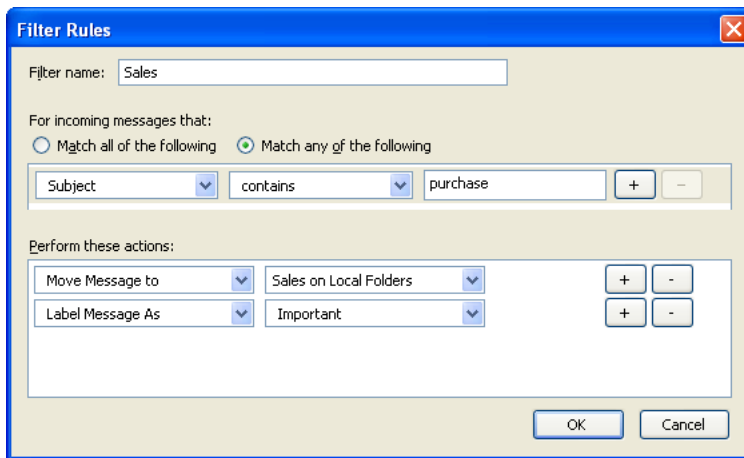 Filter Rules
Filter name: Sales
For incoming messages that:
Match all of the following Match any of the following
Subject contains purchase + −
Perform these actions:
Move Message to Sales on Local Folders + -
Label Message As Important + -
OK Cancel